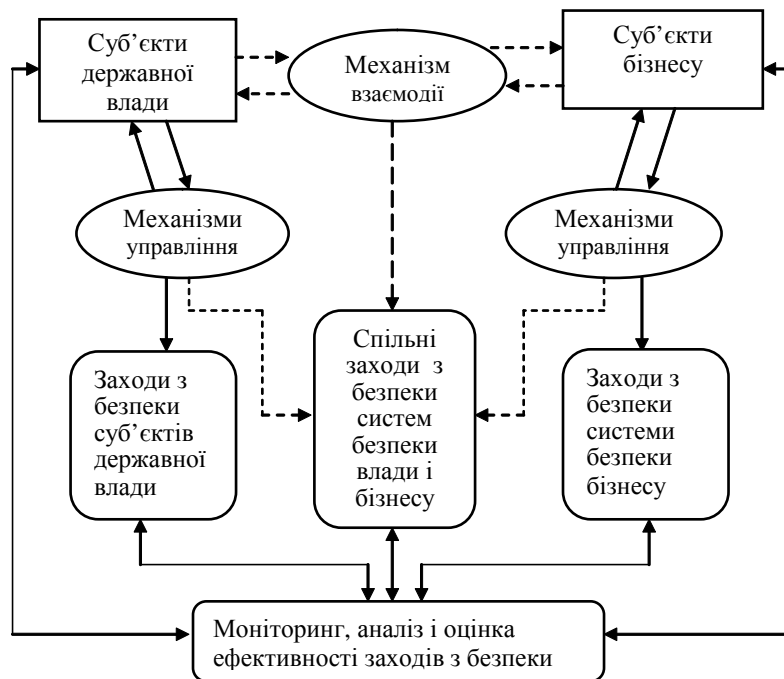 Суб’єкти
державної
влади
Механізм
взаємодії
Суб’єкти
бізнесу
Механізми
управління
Механізми
управління
Заходи з
безпеки
суб’єктів
державної
влади
Спільні
заходи з
безпеки
систем
безпеки
влади і
бізнесу
Заходи з
безпеки
системи
безпеки
бізнесу
Моніторинг, аналіз і оцінка
ефективності заходів з безпеки